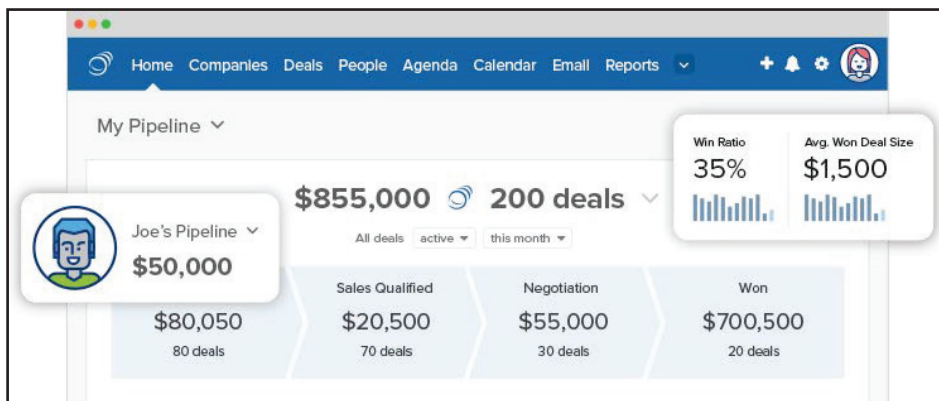 Home Companies Deals People Agenda Calendar Email Reports
My Pipeline
Win Ratio
35%
Avg. Won Deal Size
$1,500
$855,000 200 deals
All deals active this month
Joe's Pipeline
$50,000
$80,050
80 deals
Sales Qualified
$20,500
70 deals
Negotiation
$55,000
30 deals
Won
$700,500
20 deals